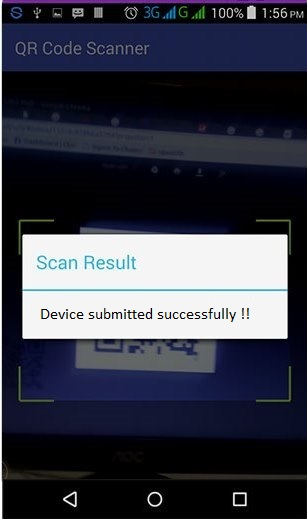 3G G 100% 1:56 PM
QR Code Scanner
Scan Result
Device submitted successfully !!